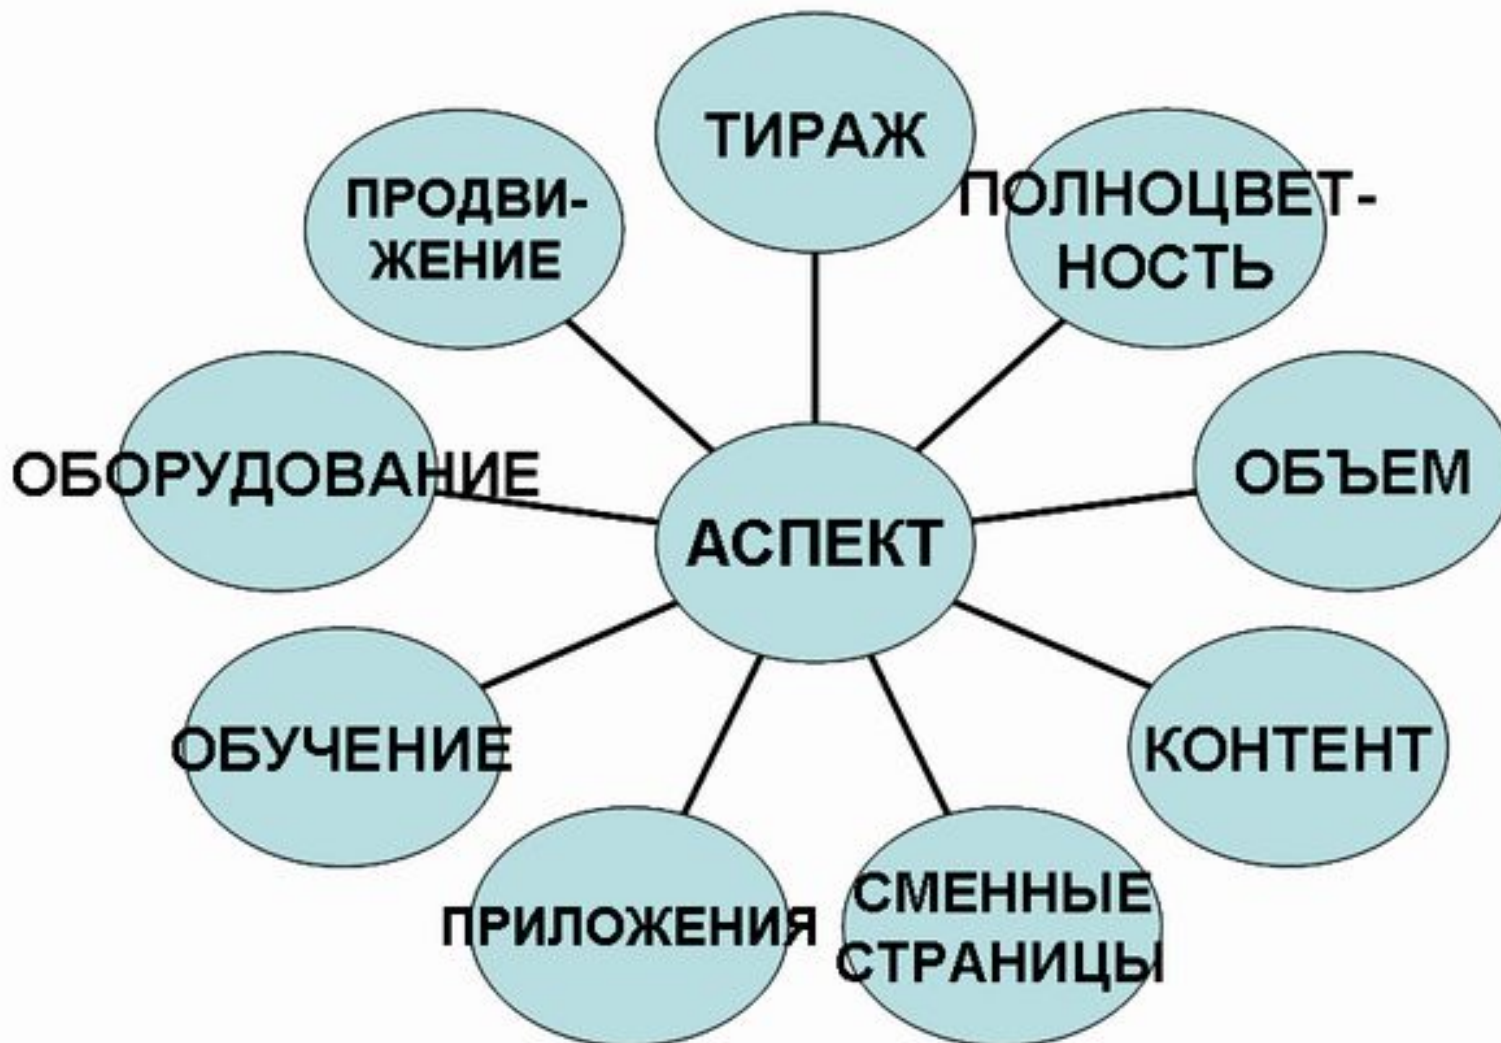 ТИРАЖ
ПРОДВИ-
ЖЕНИЕ
ПОЛНОЦВЕТ-
НОСТЬ
ОБОРУДОВАНИЕ
ОБЪЕМ
АСПЕКТ
ОБУЧЕНИЕ
КОНТЕНТ
ПРИЛОЖЕНИЯ
СМЕННЫЕ
СТРАНИЦЫ